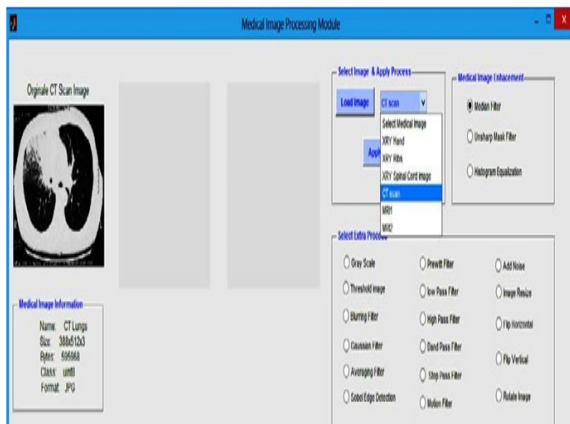 Medical Image Processing Module
Orginale CT Scan Image
Select Image & Apply Process
Load Image
CT scan
Select Medical Image
XRY Hand
XRY Ribs
XRY Spinal Cord Image
CT scan
MRI1
MRI2
Apply
Medical Image Enhacement
Median Filter
Unsharp Mask Filter
Histogram Equalization
Medical Image Information
Name: CT Lungs
Size: 388x512x3
Bytes: 595968
Class: uint8
Format: JPG
Select Extra Process
Gray Scale
Threshold Image
Blurring Filter
Gaussian Filter
Averaging Filter
Sobel Edge Detection
Prewitt Filter
low Pass Filter
High Pass Filter
Band Pass Filter
Stop Pass Filter
Motion Filter
Add Noise
Image Resize
Flip Horizontal
Flip Vertical
Rotate Image